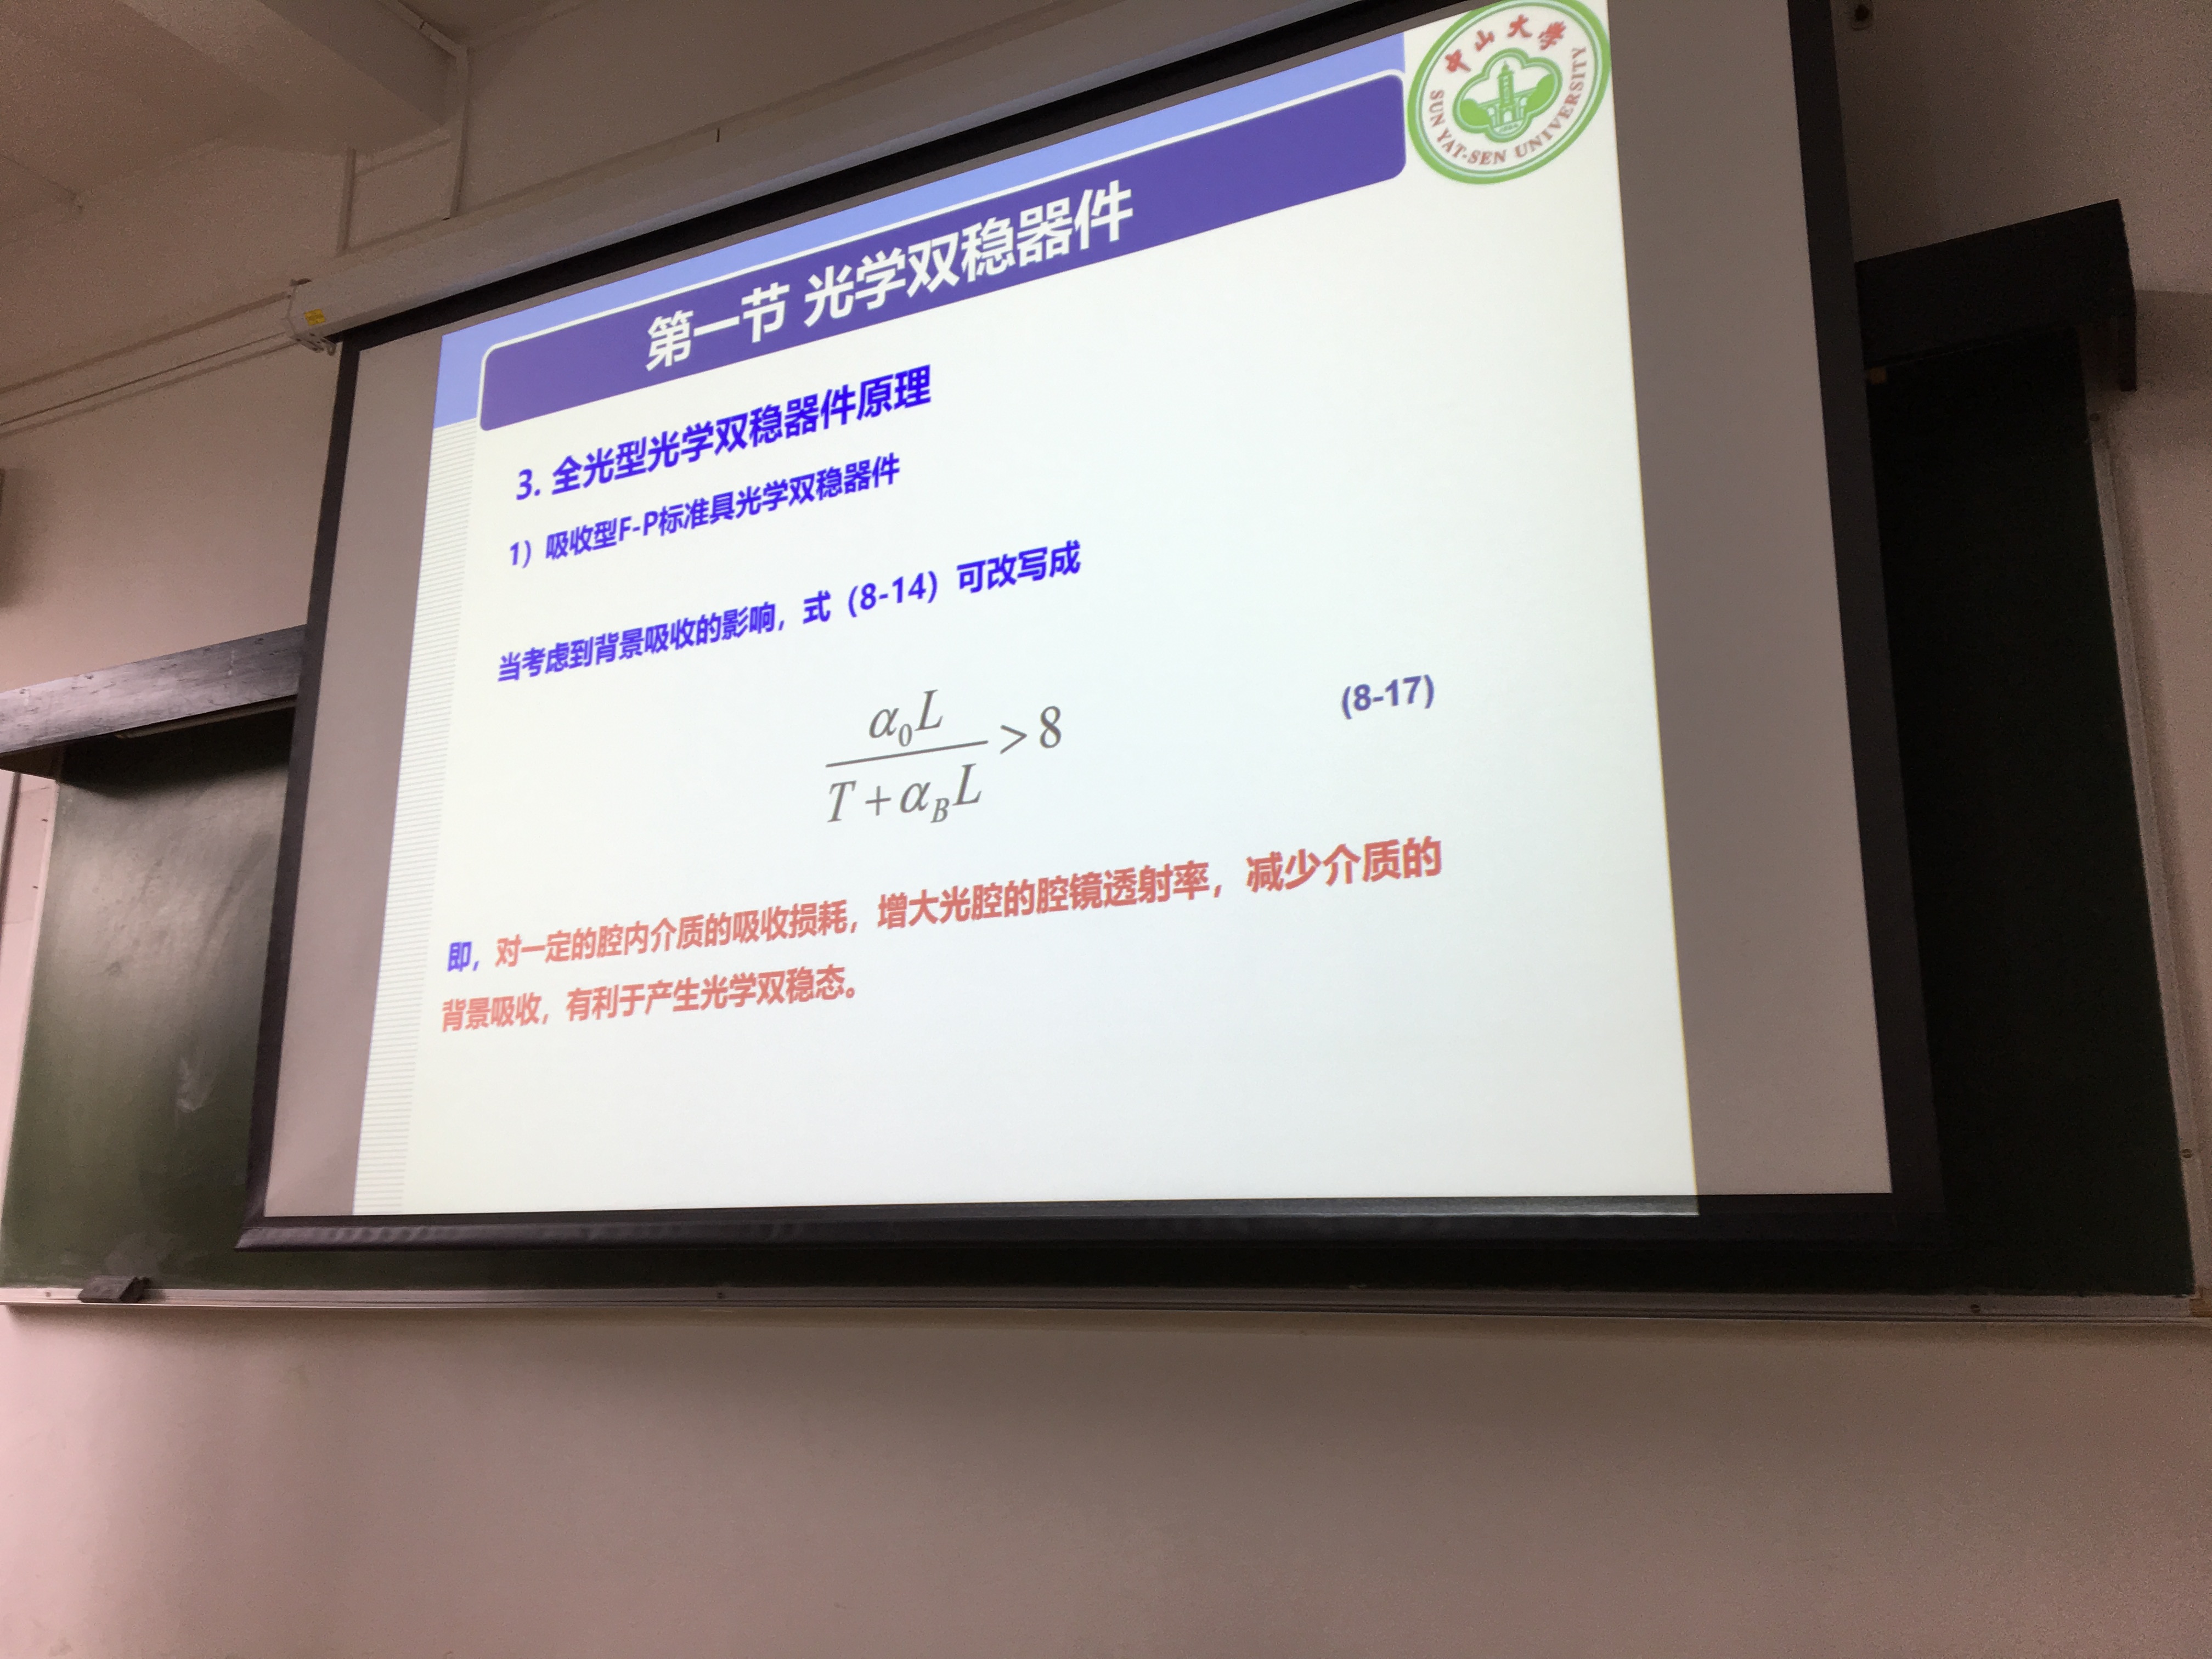 中山大学
SUN YAT-SEN UNIVERSITY
第一节 光学双稳器件
3. 全光型光学双稳器件原理
1）吸收型F-P标准具光学双稳器件
当考虑到背景吸收的影响，式（8-14）可改写成
α₀L / (T + α_B L) > 8 (8-17)
即，对一定的腔内介质的吸收损耗，增大光腔的腔镜透射率，减少介质的
背景吸收，有利于产生光学双稳态。